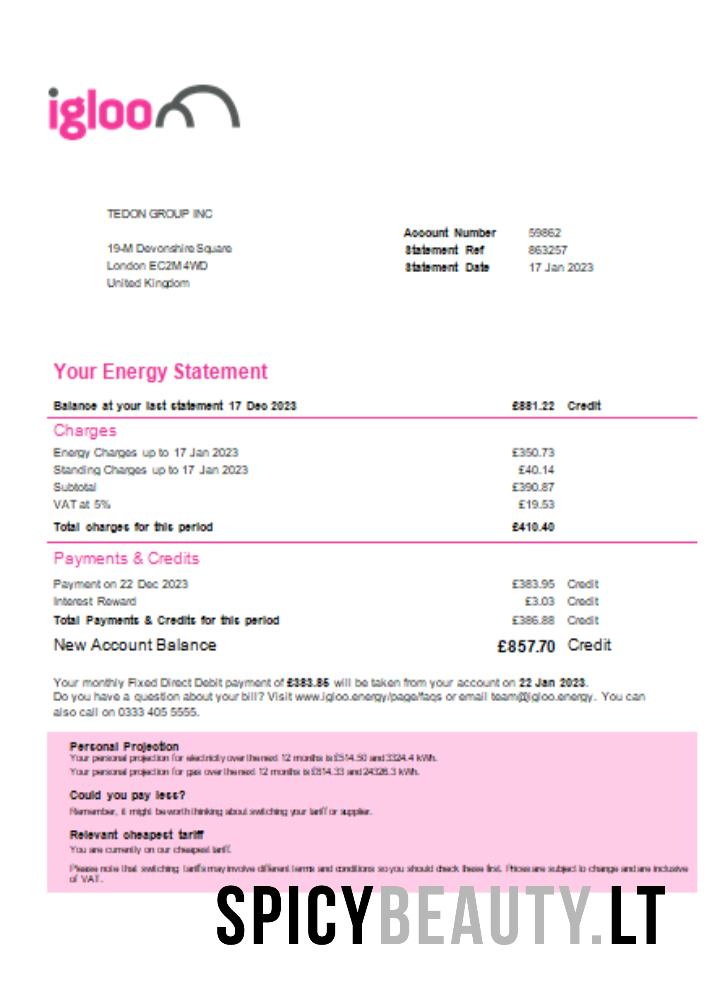 igloo
TEDON GROUP INC
19-M Devonshire Square
London EC2M 4WD
United Kingdom
Account Number 59862
Statement Ref 863257
Statement Date 17 Jan 2023
Your Energy Statement
Balance at your last statement 17 Dec 2023 £881.22 Credit
Charges
Energy Charges up to 17 Jan 2023 £350.73
Standing Charges up to 17 Jan 2023 £40.14
Subtotal £390.87
VAT at 5% £19.53
Total charges for this period £410.40
Payments & Credits
Payment on 22 Dec 2023 £383.95 Credit
Interest Reward £3.03 Credit
Total Payments & Credits for this period £386.88 Credit
New Account Balance £857.70 Credit
Your monthly Fixed Direct Debit payment of £383.85 will be taken from your account on 22 Jan 2023.
Do you have a question about your bill? Visit www.igloo.energy/page/faqs or email team@igloo.energy. You can
also call on 0333 405 5555.
Personal Projection
Your personal projection for electricity over the next 12 months is £514.50 and 3324.4 kWh.
Your personal projection for gas over the next 12 months is £814.33 and 24326.3 kWh.
Could you pay less?
Remember, it might be worth thinking about switching your tariff or supplier.
Relevant cheapest tariff
You are currently on our cheapest tariff.
Please note that switching tariffs may involve different terms and conditions so you should check these first. Prices are subject to change and are inclusive
of VAT.
SPICYBEAUTY.LT